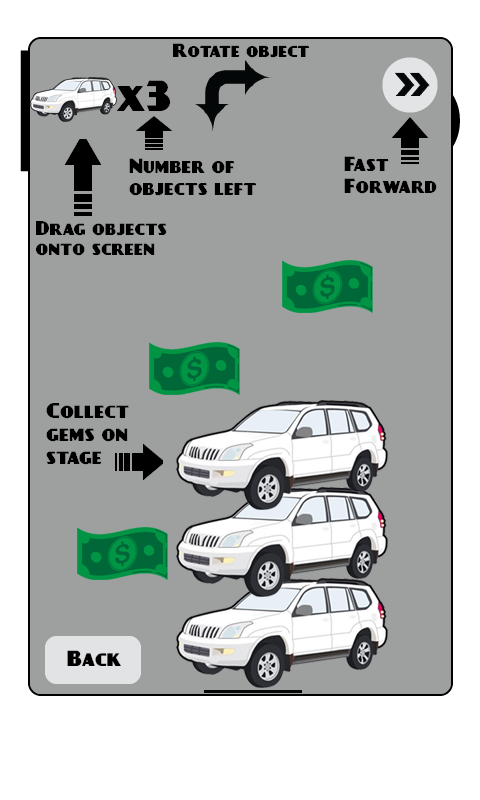 Rotate object
x3
Number of
objects left
Fast
Forward
Drag objects
onto screen
$
$
Collect
gems on
stage
$
Back